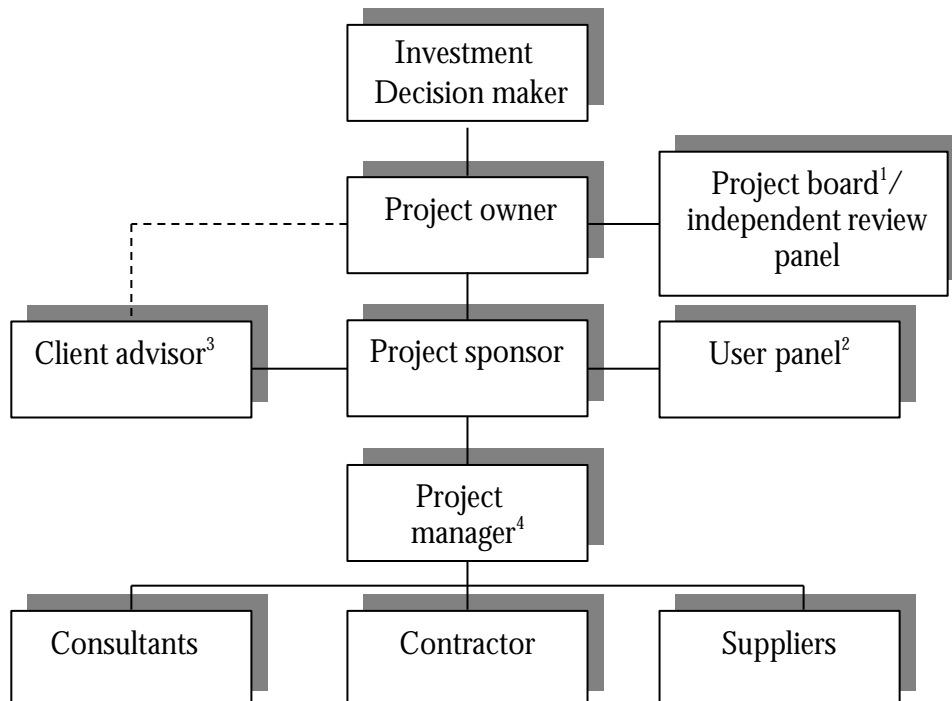 Investment
Decision maker
Project owner
Project board¹/
independent review
panel
Client advisor³
Project sponsor
User panel²
Project
manager⁴
Consultants
Contractor
Suppliers